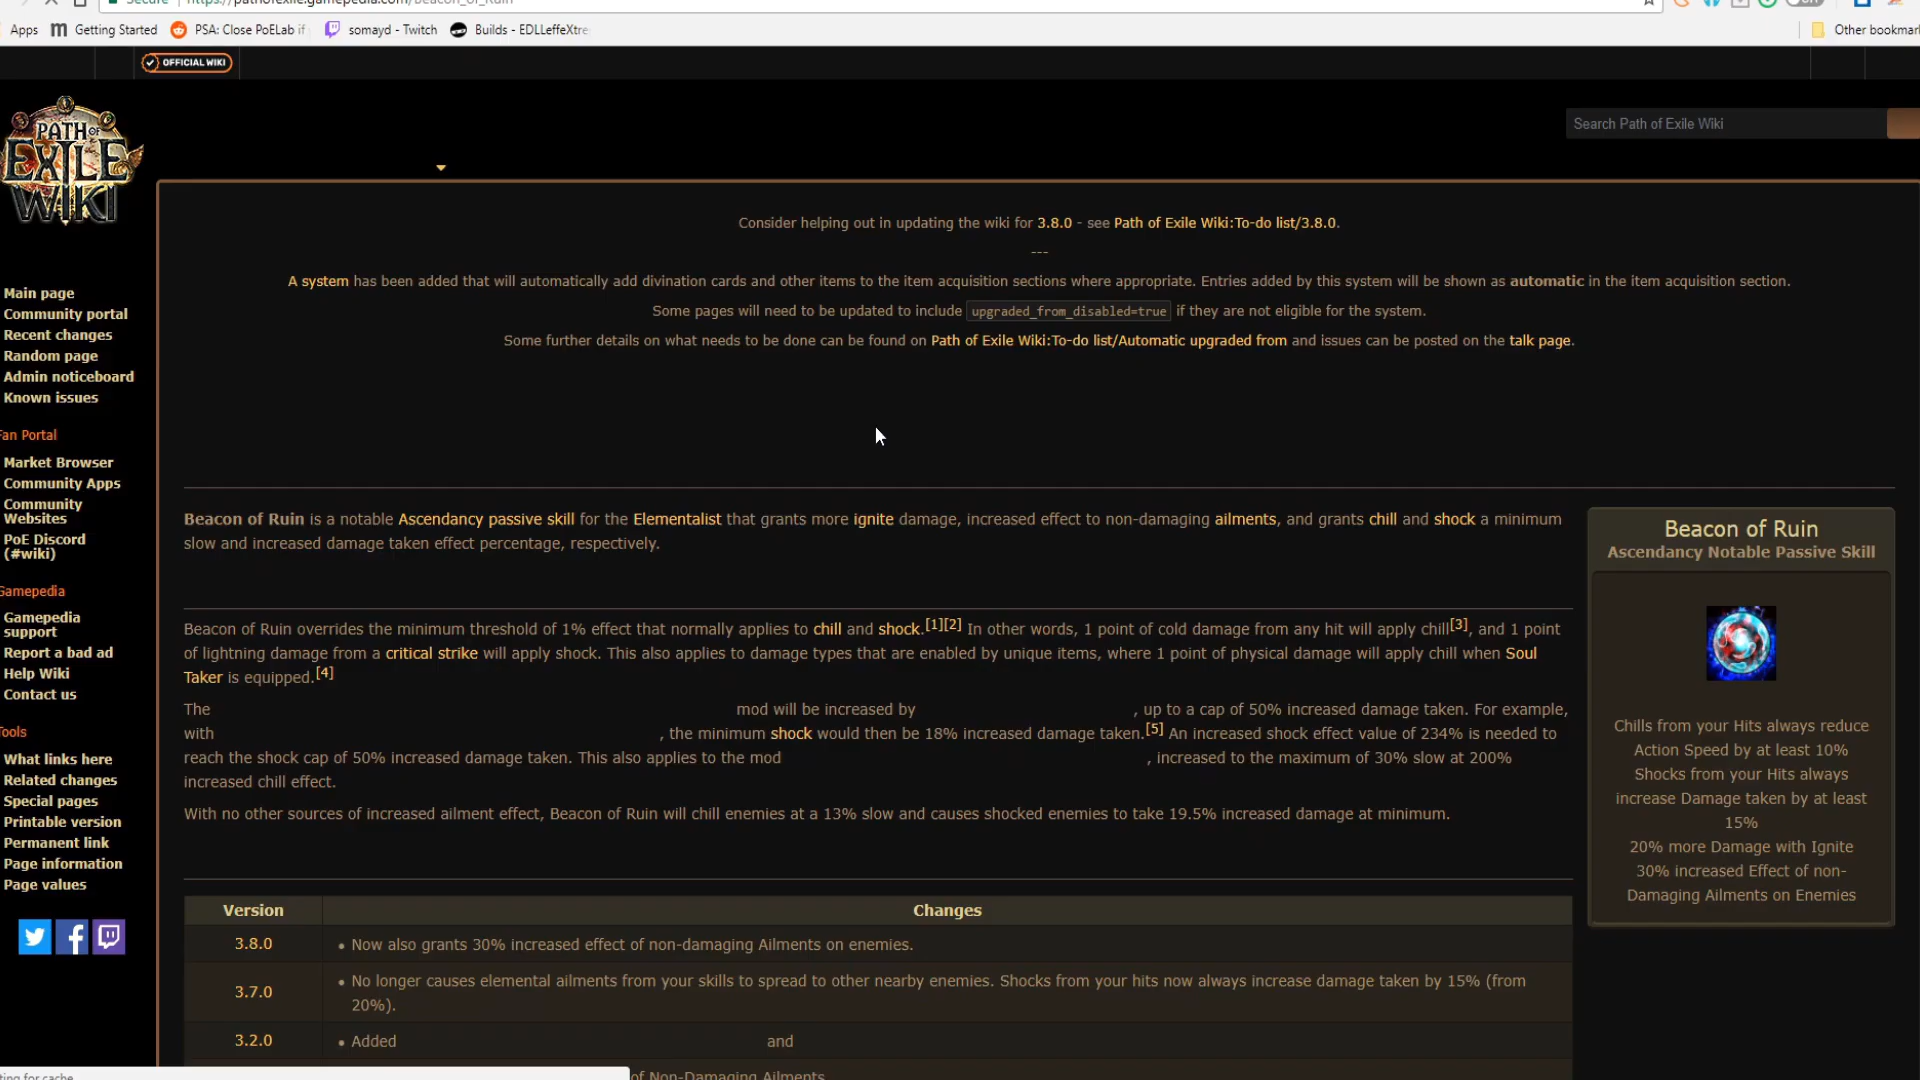 Secure https://pathofexile.gamepedia.com/Beacon_of_Ruin
Apps Getting Started PSA: Close PoELab if somayd - Twitch Builds - EDLLeffeXtre Other bookmar
OFFICIAL WIKI
PATH OF
EXILE
WIKI
Search Path of Exile Wiki
Consider helping out in updating the wiki for 3.8.0 - see Path of Exile Wiki:To-do list/3.8.0.
---
A system has been added that will automatically add divination cards and other items to the item acquisition sections where appropriate. Entries added by this system will be shown as automatic in the item acquisition section.
Some pages will need to be updated to include upgraded_from_disabled=true if they are not eligible for the system.
Some further details on what needs to be done can be found on Path of Exile Wiki:To-do list/Automatic upgraded from and issues can be posted on the talk page.
Main page
Community portal
Recent changes
Random page
Admin noticeboard
Known issues
Fan Portal
Market Browser
Community Apps
Community
Websites
PoE Discord
(#wiki)
Gamepedia
Gamepedia
support
Report a bad ad
Help Wiki
Contact us
Tools
What links here
Related changes
Special pages
Printable version
Permanent link
Page information
Page values
Beacon of Ruin is a notable Ascendancy passive skill for the Elementalist that grants more ignite damage, increased effect to non-damaging ailments, and grants chill and shock a minimum
slow and increased damage taken effect percentage, respectively.
Beacon of Ruin overrides the minimum threshold of 1% effect that normally applies to chill and shock.[1][2] In other words, 1 point of cold damage from any hit will apply chill[3], and 1 point
of lightning damage from a critical strike will apply shock. This also applies to damage types that are enabled by unique items, where 1 point of physical damage will apply chill when Soul
Taker is equipped.[4]
The mod will be increased by , up to a cap of 50% increased damage taken. For example,
with , the minimum shock would then be 18% increased damage taken.[5] An increased shock effect value of 234% is needed to
reach the shock cap of 50% increased damage taken. This also applies to the mod , increased to the maximum of 30% slow at 200%
increased chill effect.
With no other sources of increased ailment effect, Beacon of Ruin will chill enemies at a 13% slow and causes shocked enemies to take 19.5% increased damage at minimum.
Beacon of Ruin
Ascendancy Notable Passive Skill
Chills from your Hits always reduce
Action Speed by at least 10%
Shocks from your Hits always
increase Damage taken by at least
15%
20% more Damage with Ignite
30% increased Effect of non-
Damaging Ailments on Enemies
Version Changes
3.8.0 • Now also grants 30% increased effect of non-damaging Ailments on enemies.
3.7.0 • No longer causes elemental ailments from your skills to spread to other nearby enemies. Shocks from your hits now always increase damage taken by 15% (from
20%).
3.2.0 • Added and
of Non-Damaging Ailments
ting for cache